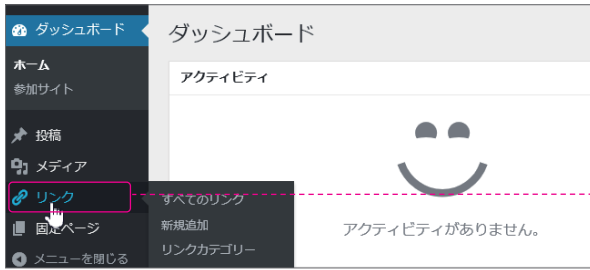 ダッシュボード
ホーム
参加サイト
投稿
メディア
リンク
固定ページ
メニューを閉じる
すべてのリンク
新規追加
リンクカテゴリー
ダッシュボード
アクティビティ
アクティビティがありません。